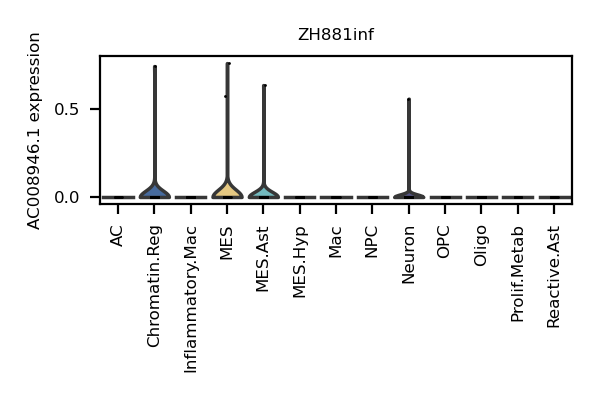 ZH881inf
AC008946.1 expression
0.5
0.0
AC
Chromatin.Reg
Inflammatory.Mac
MES
MES.Ast
MES.Hyp
Mac
NPC
Neuron
OPC
Oligo
Prolif.Metab
Reactive.Ast